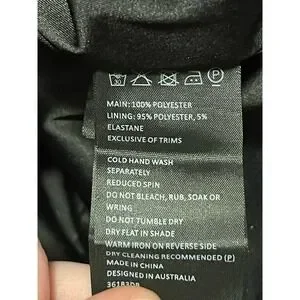 MAIN: 100% POLYESTER
LINING: 95% POLYESTER, 5%
ELASTANE
EXCLUSIVE OF TRIMS
COLD HAND WASH
SEPARATELY
REDUCED SPIN
DO NOT BLEACH, RUB, SOAK OR
WRING
DO NOT TUMBLE DRY
DRY FLAT IN SHADE
WARM IRON ON REVERSE SIDE
DRY CLEANING RECOMMENDED (P)
MADE IN CHINA
DESIGNED IN AUSTRALIA
36183DR